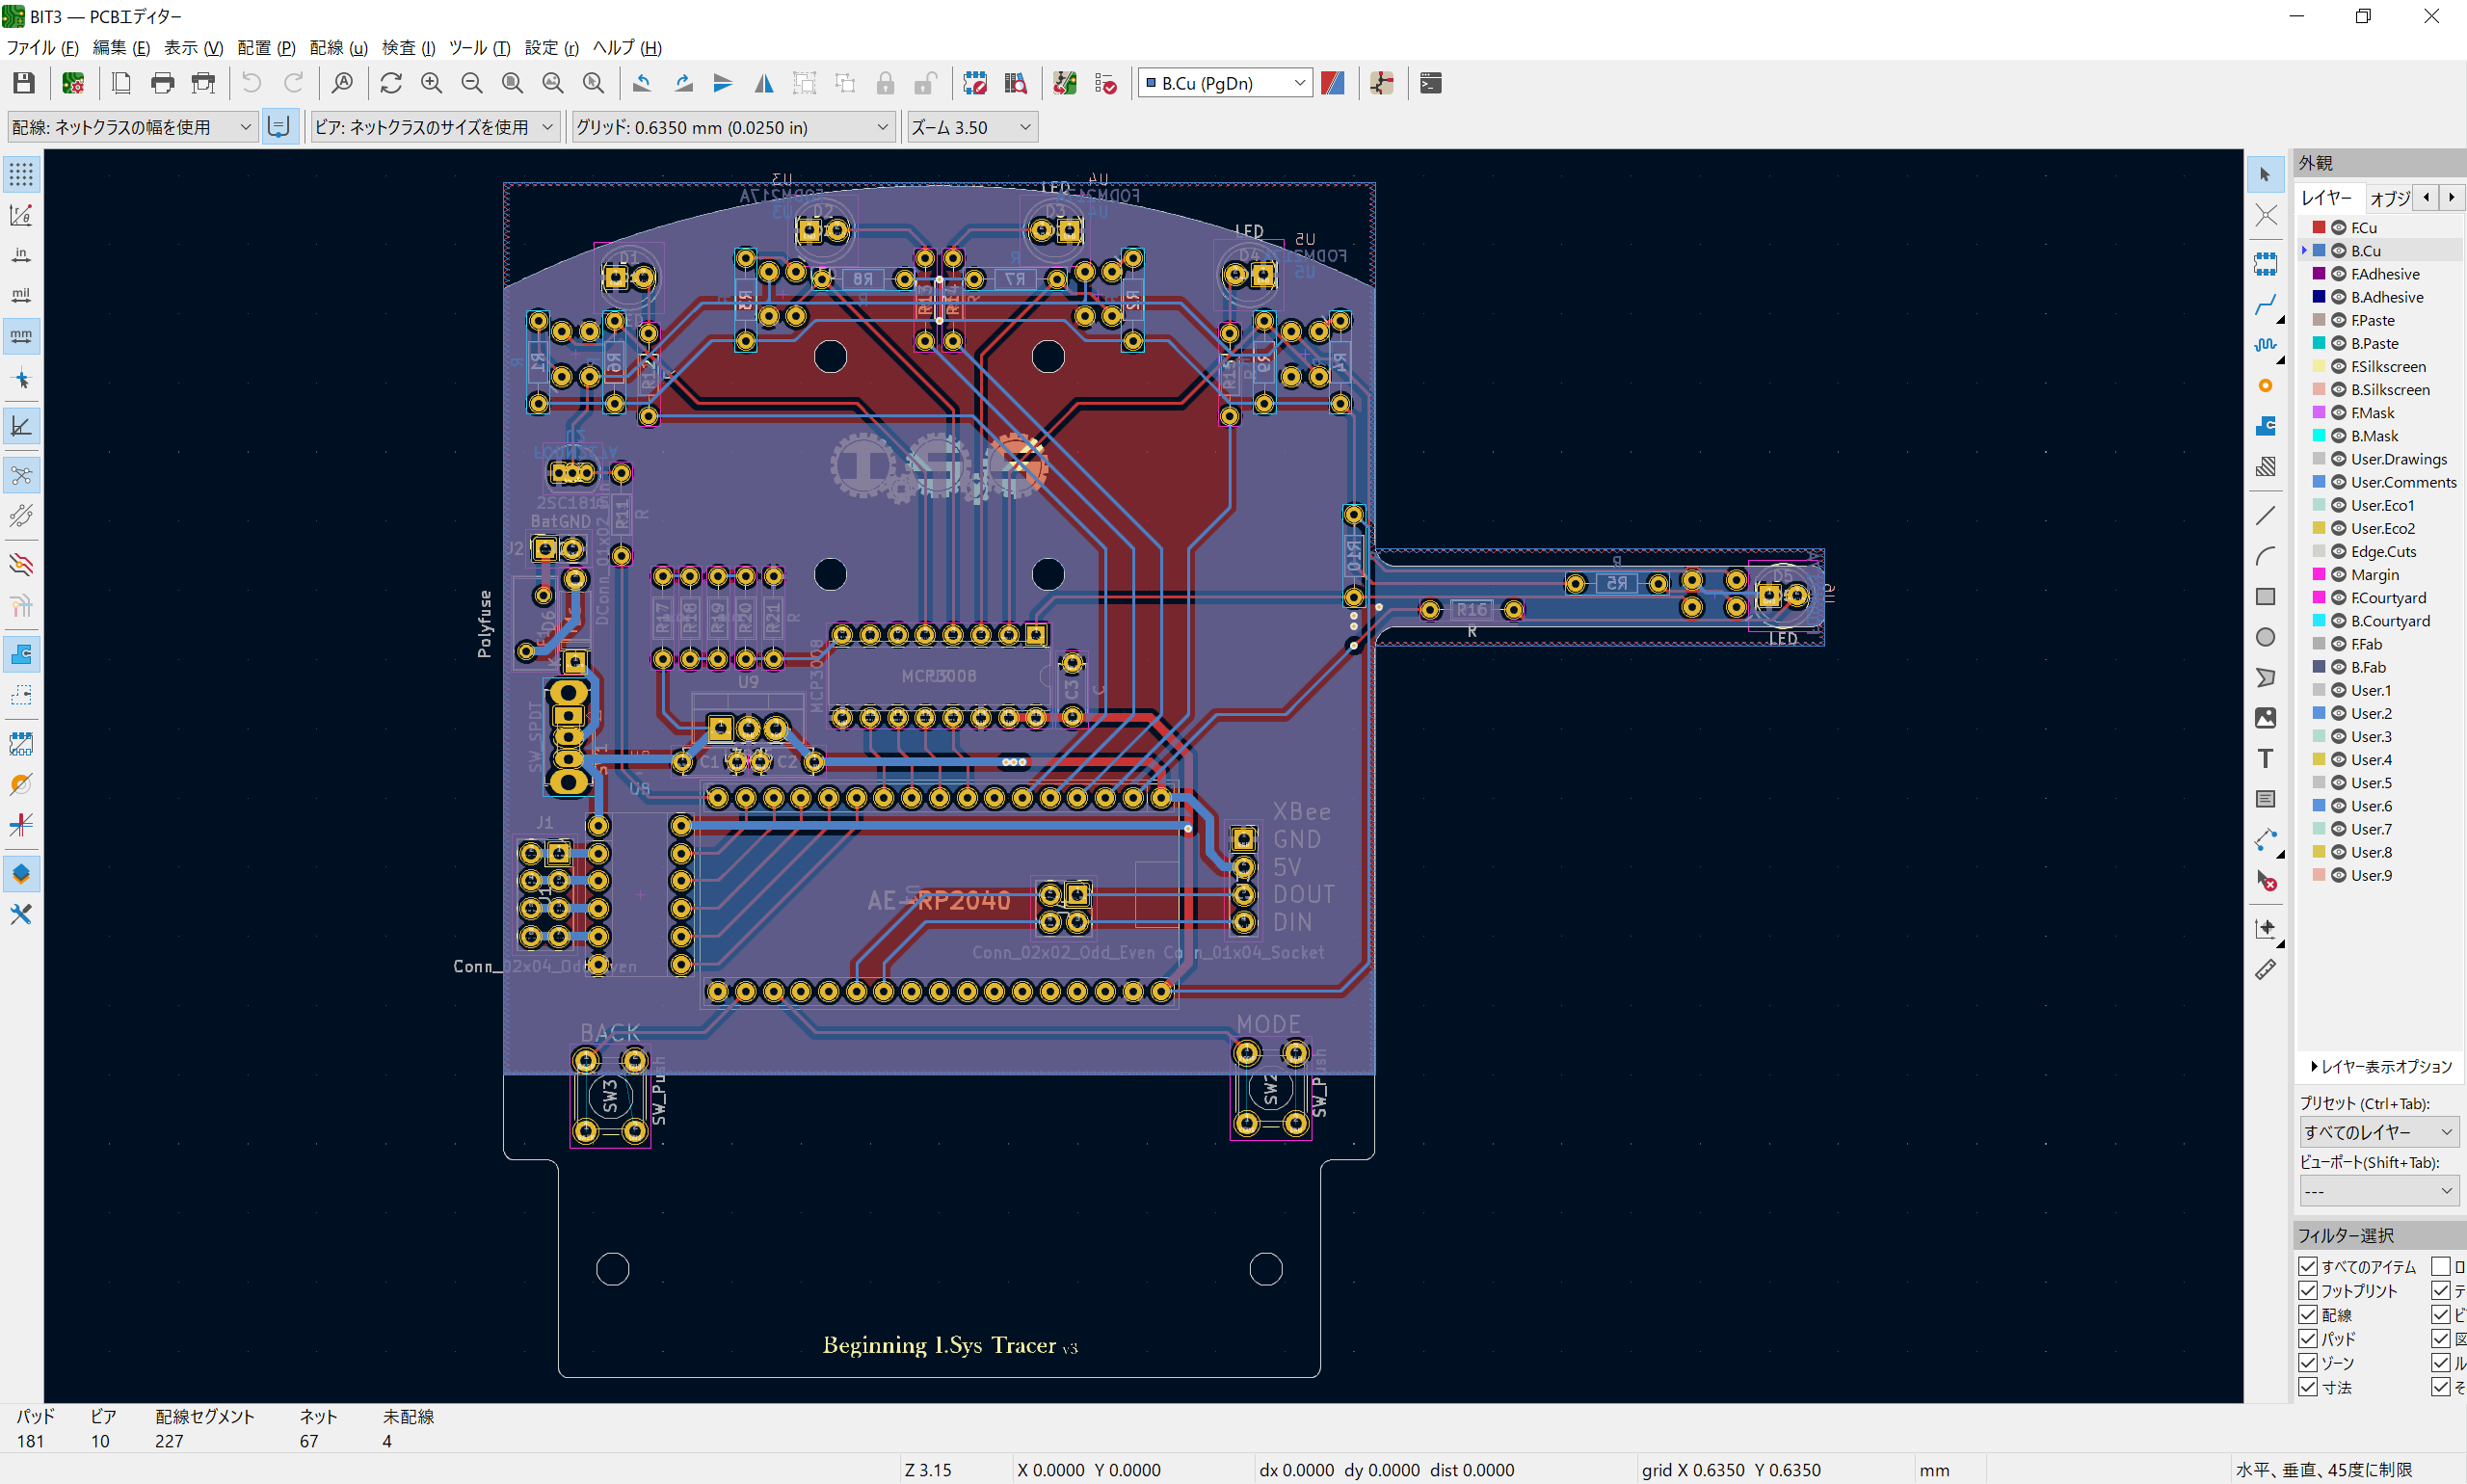 BIT3 — PCBエディター
ファイル (F) 編集 (E) 表示 (V) 配置 (P) 配線 (u) 検査 (I) ツール (T) 設定 (r) ヘルプ (H)
B.Cu (PgDn)
配線: ネットクラスの幅を使用
ビア: ネットクラスのサイズを使用
グリッド: 0.6350 mm (0.0250 in)
ズーム 3.50
in
mil
mm
U3
FODM217A
U3
D2
LED
U4
D3
U4
LED
U5
FODM217A
U5
D1
D4
R3
R8
R13
R14
R7
R2
R1
R6
R12
R15
R9
R4
BatGND
J2
R11
R
Polyfuse
R10
R5
R
R16
R
D5
LED
R17
R18
R19
R20
R21
R
MCP3008
U9
C3
C
SW_SPDT
C1
C2
U8
J1
XBee
GND
5V
DOUT
DIN
AE-RP2040
Conn_02x02_Odd_Even
Conn_01x04_Socket
Conn_02x04_Odd_Even
BACK
MODE
SW3
SW_Push
SW2
SW_Push
Beginning I.Sys Tracer v3
外観
レイヤー
オブジ
F.Cu
B.Cu
F.Adhesive
B.Adhesive
F.Paste
B.Paste
F.Silkscreen
B.Silkscreen
F.Mask
B.Mask
User.Drawings
User.Comments
User.Eco1
User.Eco2
Edge.Cuts
Margin
F.Courtyard
B.Courtyard
F.Fab
B.Fab
User.1
User.2
User.3
User.4
User.5
User.6
User.7
User.8
User.9
レイヤー表示オプション
プリセット (Ctrl+Tab):
すべてのレイヤー
ビューポート(Shift+Tab):
---
フィルター選択
すべてのアイテム ロ
フットプリント テ
配線 ビ
パッド 図
ゾーン ル
寸法 そ
パッド ビア 配線セグメント ネット 未配線
181 10 227 67 4
Z 3.15
X 0.0000 Y 0.0000
dx 0.0000 dy 0.0000 dist 0.0000
grid X 0.6350 Y 0.6350
mm
水平、垂直、45度に制限